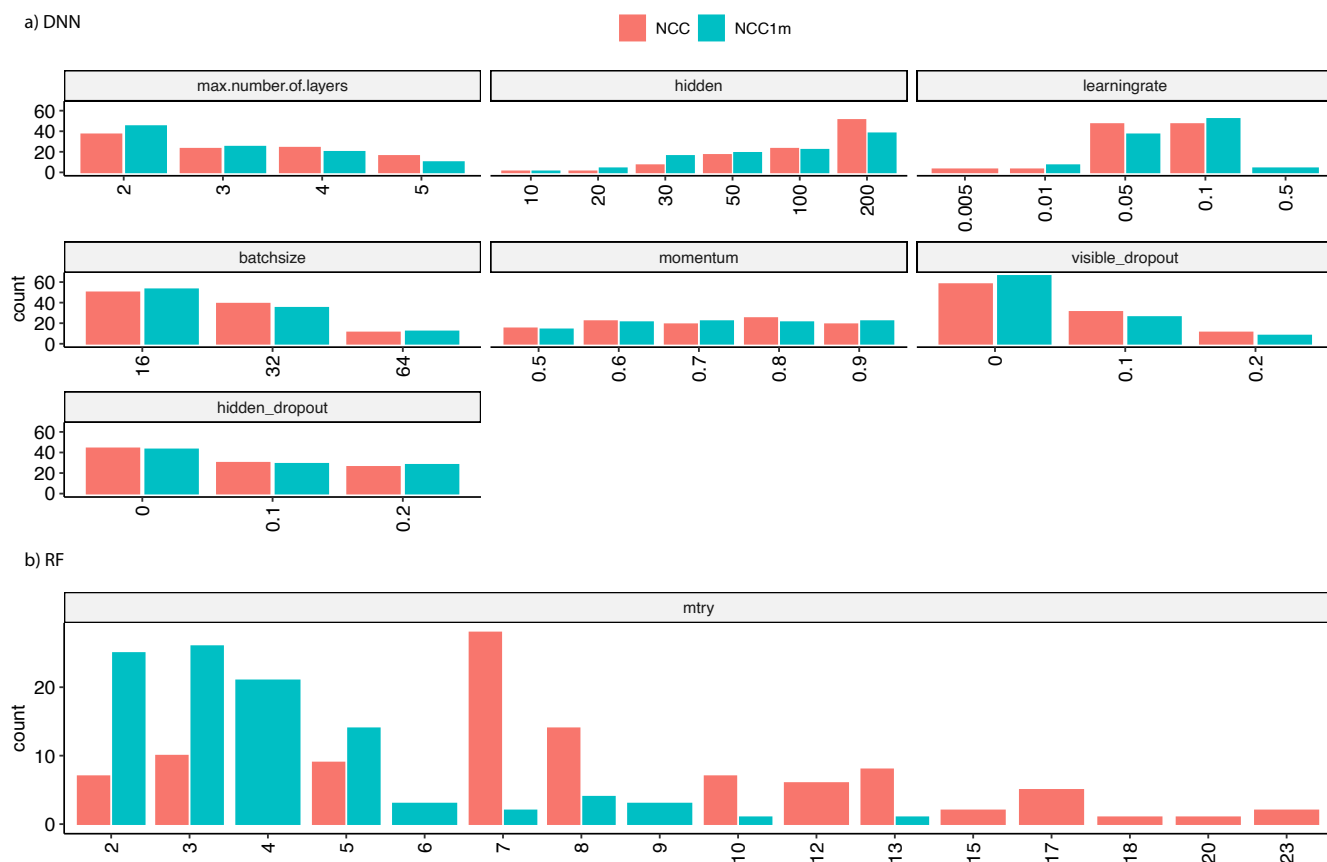 a) DNN
NCC NCC1m
max.number.of.layers hidden learningrate
60
40
20
0
2 3 4 5 10 20 30 50 100 200 0.005 0.01 0.05 0.1 0.5
batchsize momentum visible_dropout
count
60
40
20
0
16 32 64 0.5 0.6 0.7 0.8 0.9 0 0.1 0.2
hidden_dropout
60
40
20
0
0 0.1 0.2
b) RF
mtry
count
20
10
0
2 3 4 5 6 7 8 9 10 12 13 15 17 18 20 23